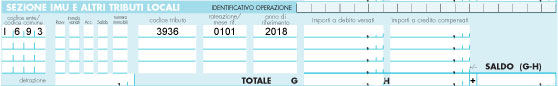 SEZIONE IMU E ALTRI TRIBUTI LOCALI
IDENTIFICATIVO OPERAZIONE
codice ente/ codice comune Ravv. Acc. Saldo numero immobili codice tributo rateazione/ mese rif. anno di riferimento importi a debito versati importi a credito compensati
I 6 9 3 3936 0101 2018
+/– SALDO (G-H)
detrazione TOTALE G H +